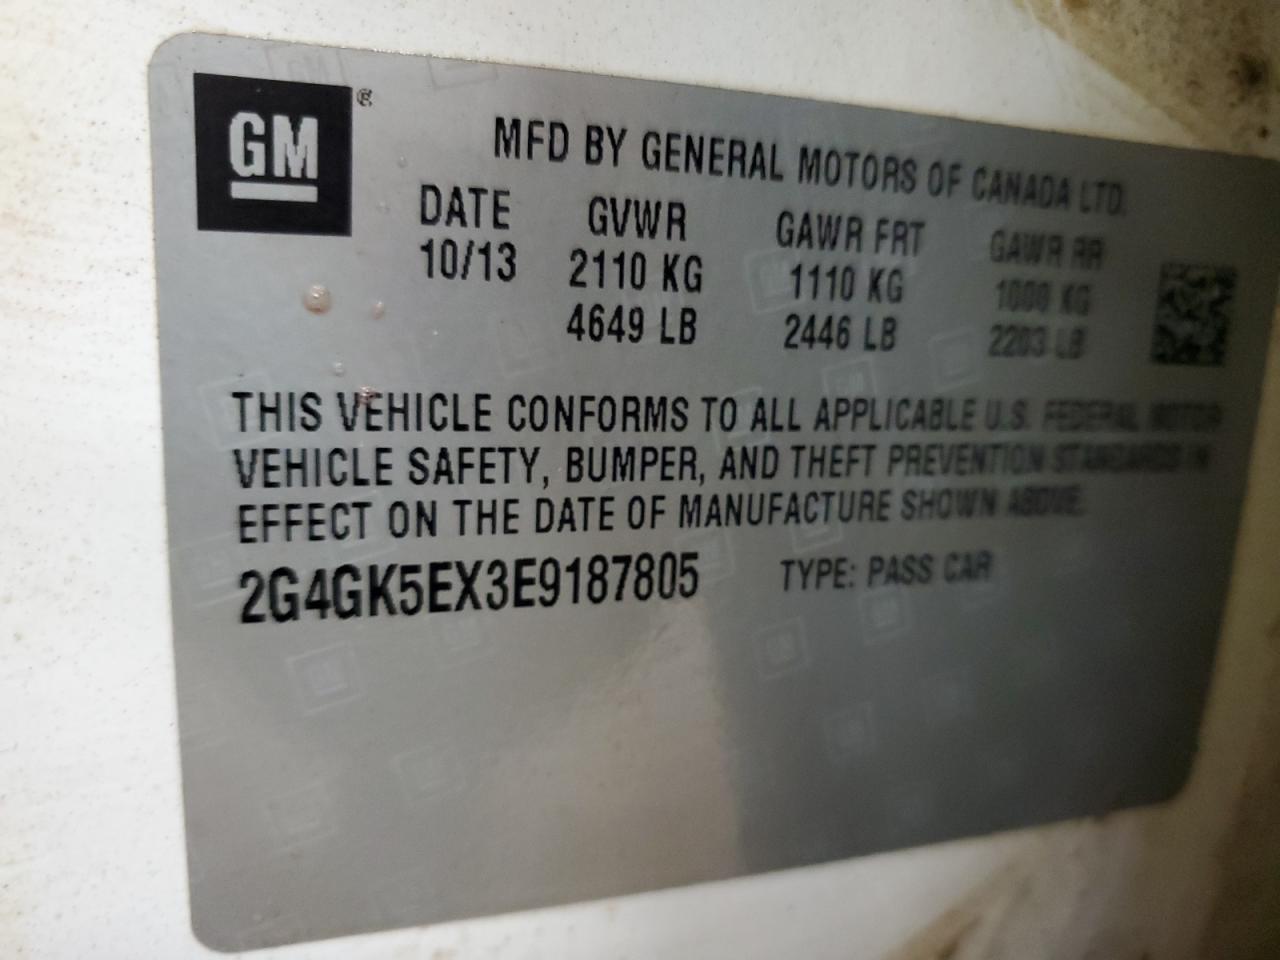 GM ®
MFD BY GENERAL MOTORS OF CANADA LTD.
DATE GVWR GAWR FRT GAWR RR
10/13 2110 KG 1110 KG 1000 KG
4649 LB 2446 LB 2203 LB
THIS VEHICLE CONFORMS TO ALL APPLICABLE U.S. FEDERAL MOTOR
VEHICLE SAFETY, BUMPER, AND THEFT PREVENTION STANDARDS IN
EFFECT ON THE DATE OF MANUFACTURE SHOWN ABOVE.
2G4GK5EX3E9187805 TYPE: PASS CAR